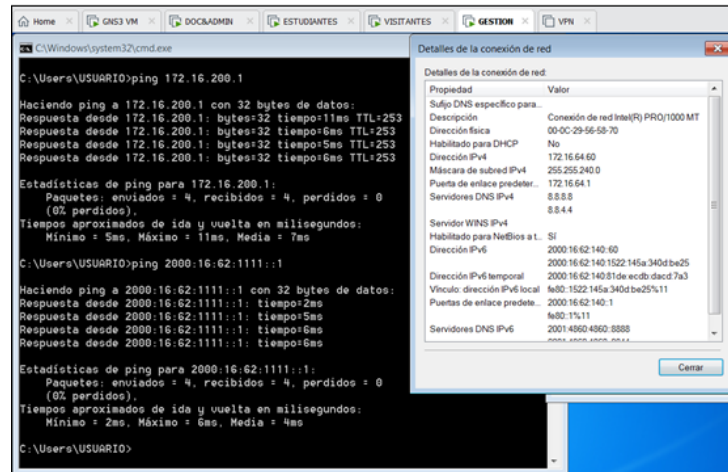 Home
GNS3 VM
DOC&ADMIN
ESTUDIANTES
VISITANTES
GESTION
VPN
C:\Windows\system32\cmd.exe
C:\Users\USUARIO>ping 172.16.200.1
Haciendo ping a 172.16.200.1 con 32 bytes de datos:
Respuesta desde 172.16.200.1: bytes=32 tiempo=11ms TTL=253
Respuesta desde 172.16.200.1: bytes=32 tiempo=6ms TTL=253
Respuesta desde 172.16.200.1: bytes=32 tiempo=5ms TTL=253
Respuesta desde 172.16.200.1: bytes=32 tiempo=6ms TTL=253
Estadísticas de ping para 172.16.200.1:
Paquetes: enviados = 4, recibidos = 4, perdidos = 0
(0% perdidos),
Tiempos aproximados de ida y vuelta en milisegundos:
Mínimo = 5ms, Máximo = 11ms, Media = 7ms
C:\Users\USUARIO>ping 2000:16:62:1111::1
Haciendo ping a 2000:16:62:1111::1 con 32 bytes de datos:
Respuesta desde 2000:16:62:1111::1: tiempo=2ms
Respuesta desde 2000:16:62:1111::1: tiempo=5ms
Respuesta desde 2000:16:62:1111::1: tiempo=6ms
Respuesta desde 2000:16:62:1111::1: tiempo=6ms
Estadísticas de ping para 2000:16:62:1111::1:
Paquetes: enviados = 4, recibidos = 4, perdidos = 0
(0% perdidos),
Tiempos aproximados de ida y vuelta en milisegundos:
Mínimo = 2ms, Máximo = 6ms, Media = 4ms
C:\Users\USUARIO>
Detalles de la conexión de red
Detalles de la conexión de red:
Propiedad Valor
Sufijo DNS específico para...
Descripción Conexión de red Intel(R) PRO/1000 MT
Dirección física 00-0C-29-56-58-70
Habilitado para DHCP No
Dirección IPv4 172.16.64.60
Máscara de subred IPv4 255.255.240.0
Puerta de enlace predeter... 172.16.64.1
Servidores DNS IPv4 8.8.8.8
8.8.4.4
Servidor WINS IPv4
Habilitado para NetBios a t... Sí
Dirección IPv6 2000:16:62:140::60
2000:16:62:140:1522:145a:340d:be25
Dirección IPv6 temporal 2000:16:62:140:81de:ecdb:dacd:7a3
Vínculo: dirección IPv6 local fe80::1522:145a:340d:be25%11
Puertas de enlace predete... 2000:16:62:140::1
fe80::1%11
Servidores DNS IPv6 2001:4860:4860::8888
Cerrar